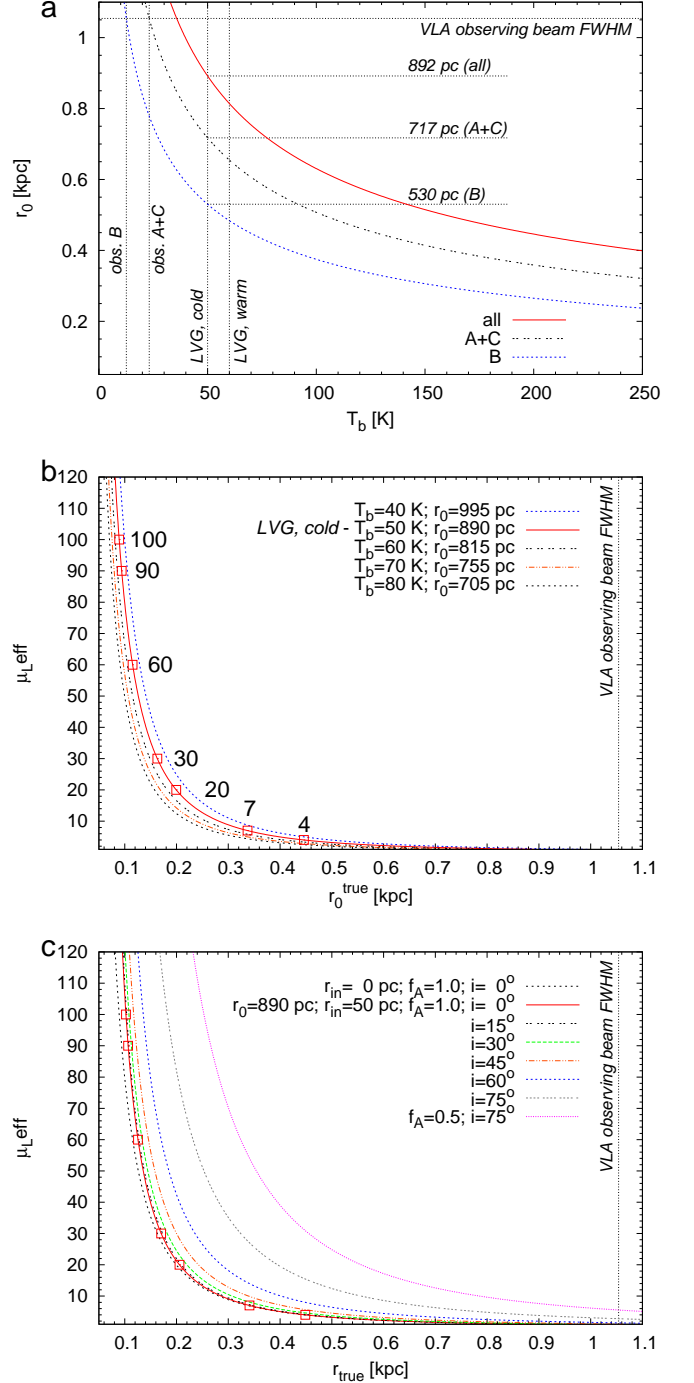 a
VLA observing beam FWHM
892 pc (all)
717 pc (A+C)
530 pc (B)
obs. B
obs. A+C
LVG, cold
LVG, warm
all
A+C
B
r0 [kpc]
1
0.8
0.6
0.4
0.2
0 50 100 150 200 250
Tb [K]
b
120
110
100
90
80
70
60
50
40
30
20
10
μLeff
Tb=40 K; r0=995 pc
LVG, cold - Tb=50 K; r0=890 pc
Tb=60 K; r0=815 pc
Tb=70 K; r0=755 pc
Tb=80 K; r0=705 pc
VLA observing beam FWHM
100
90
60
30
20
7
4
0.1 0.2 0.3 0.4 0.5 0.6 0.7 0.8 0.9 1 1.1
r0true [kpc]
c
120
110
100
90
80
70
60
50
40
30
20
10
μLeff
rin= 0 pc; fA=1.0; i= 0o
r0=890 pc; rin=50 pc; fA=1.0; i= 0o
i=15o
i=30o
i=45o
i=60o
i=75o
fA=0.5; i=75o
VLA observing beam FWHM
0.1 0.2 0.3 0.4 0.5 0.6 0.7 0.8 0.9 1 1.1
rtrue [kpc]